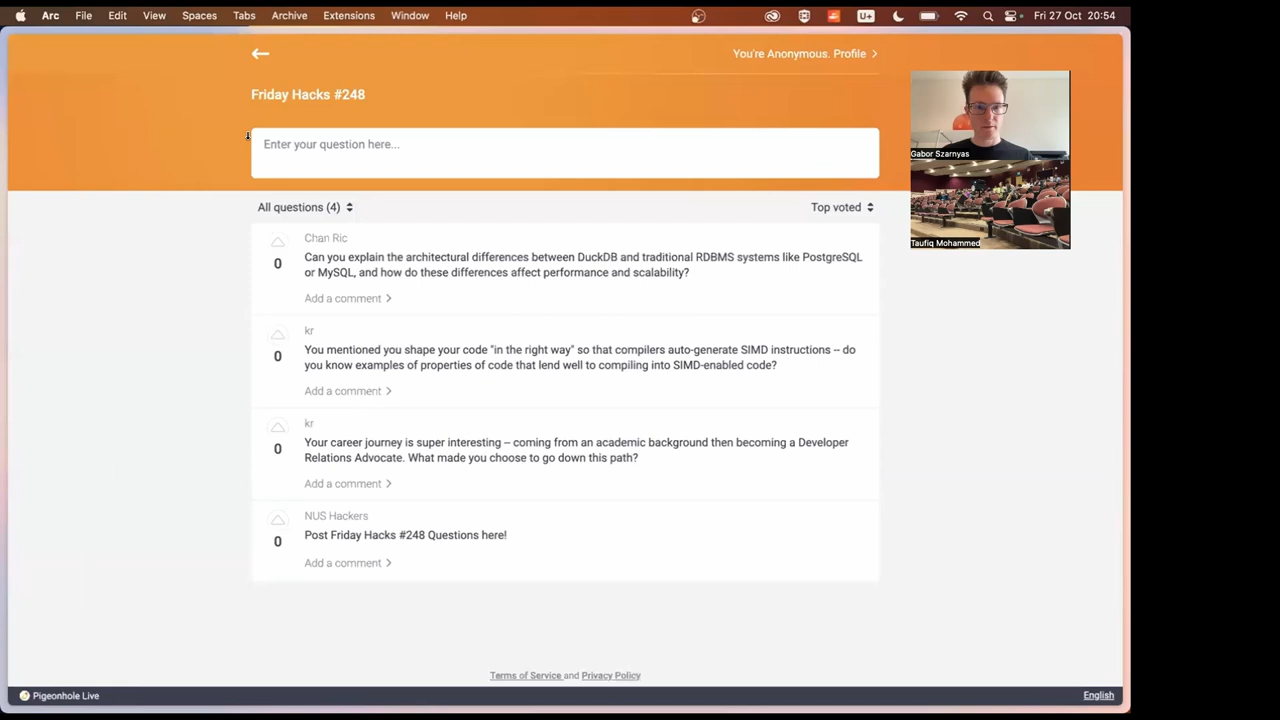 Arc File Edit View Spaces Tabs Archive Extensions Window Help U+ Fri 27 Oct 20:54
You're Anonymous. Profile
Friday Hacks #248
Enter your question here...
Gabor Szarnyas
Taufiq Mohammed
All questions (4) Top voted
Chan Ric
0
Can you explain the architectural differences between DuckDB and traditional RDBMS systems like PostgreSQL
or MySQL, and how do these differences affect performance and scalability?
Add a comment
kr
0
You mentioned you shape your code "in the right way" so that compilers auto-generate SIMD instructions – do
you know examples of properties of code that lend well to compiling into SIMD-enabled code?
Add a comment
kr
0
Your career journey is super interesting – coming from an academic background then becoming a Developer
Relations Advocate. What made you choose to go down this path?
Add a comment
NUS Hackers
0
Post Friday Hacks #248 Questions here!
Add a comment
Terms of Service and Privacy Policy
Pigeonhole Live English